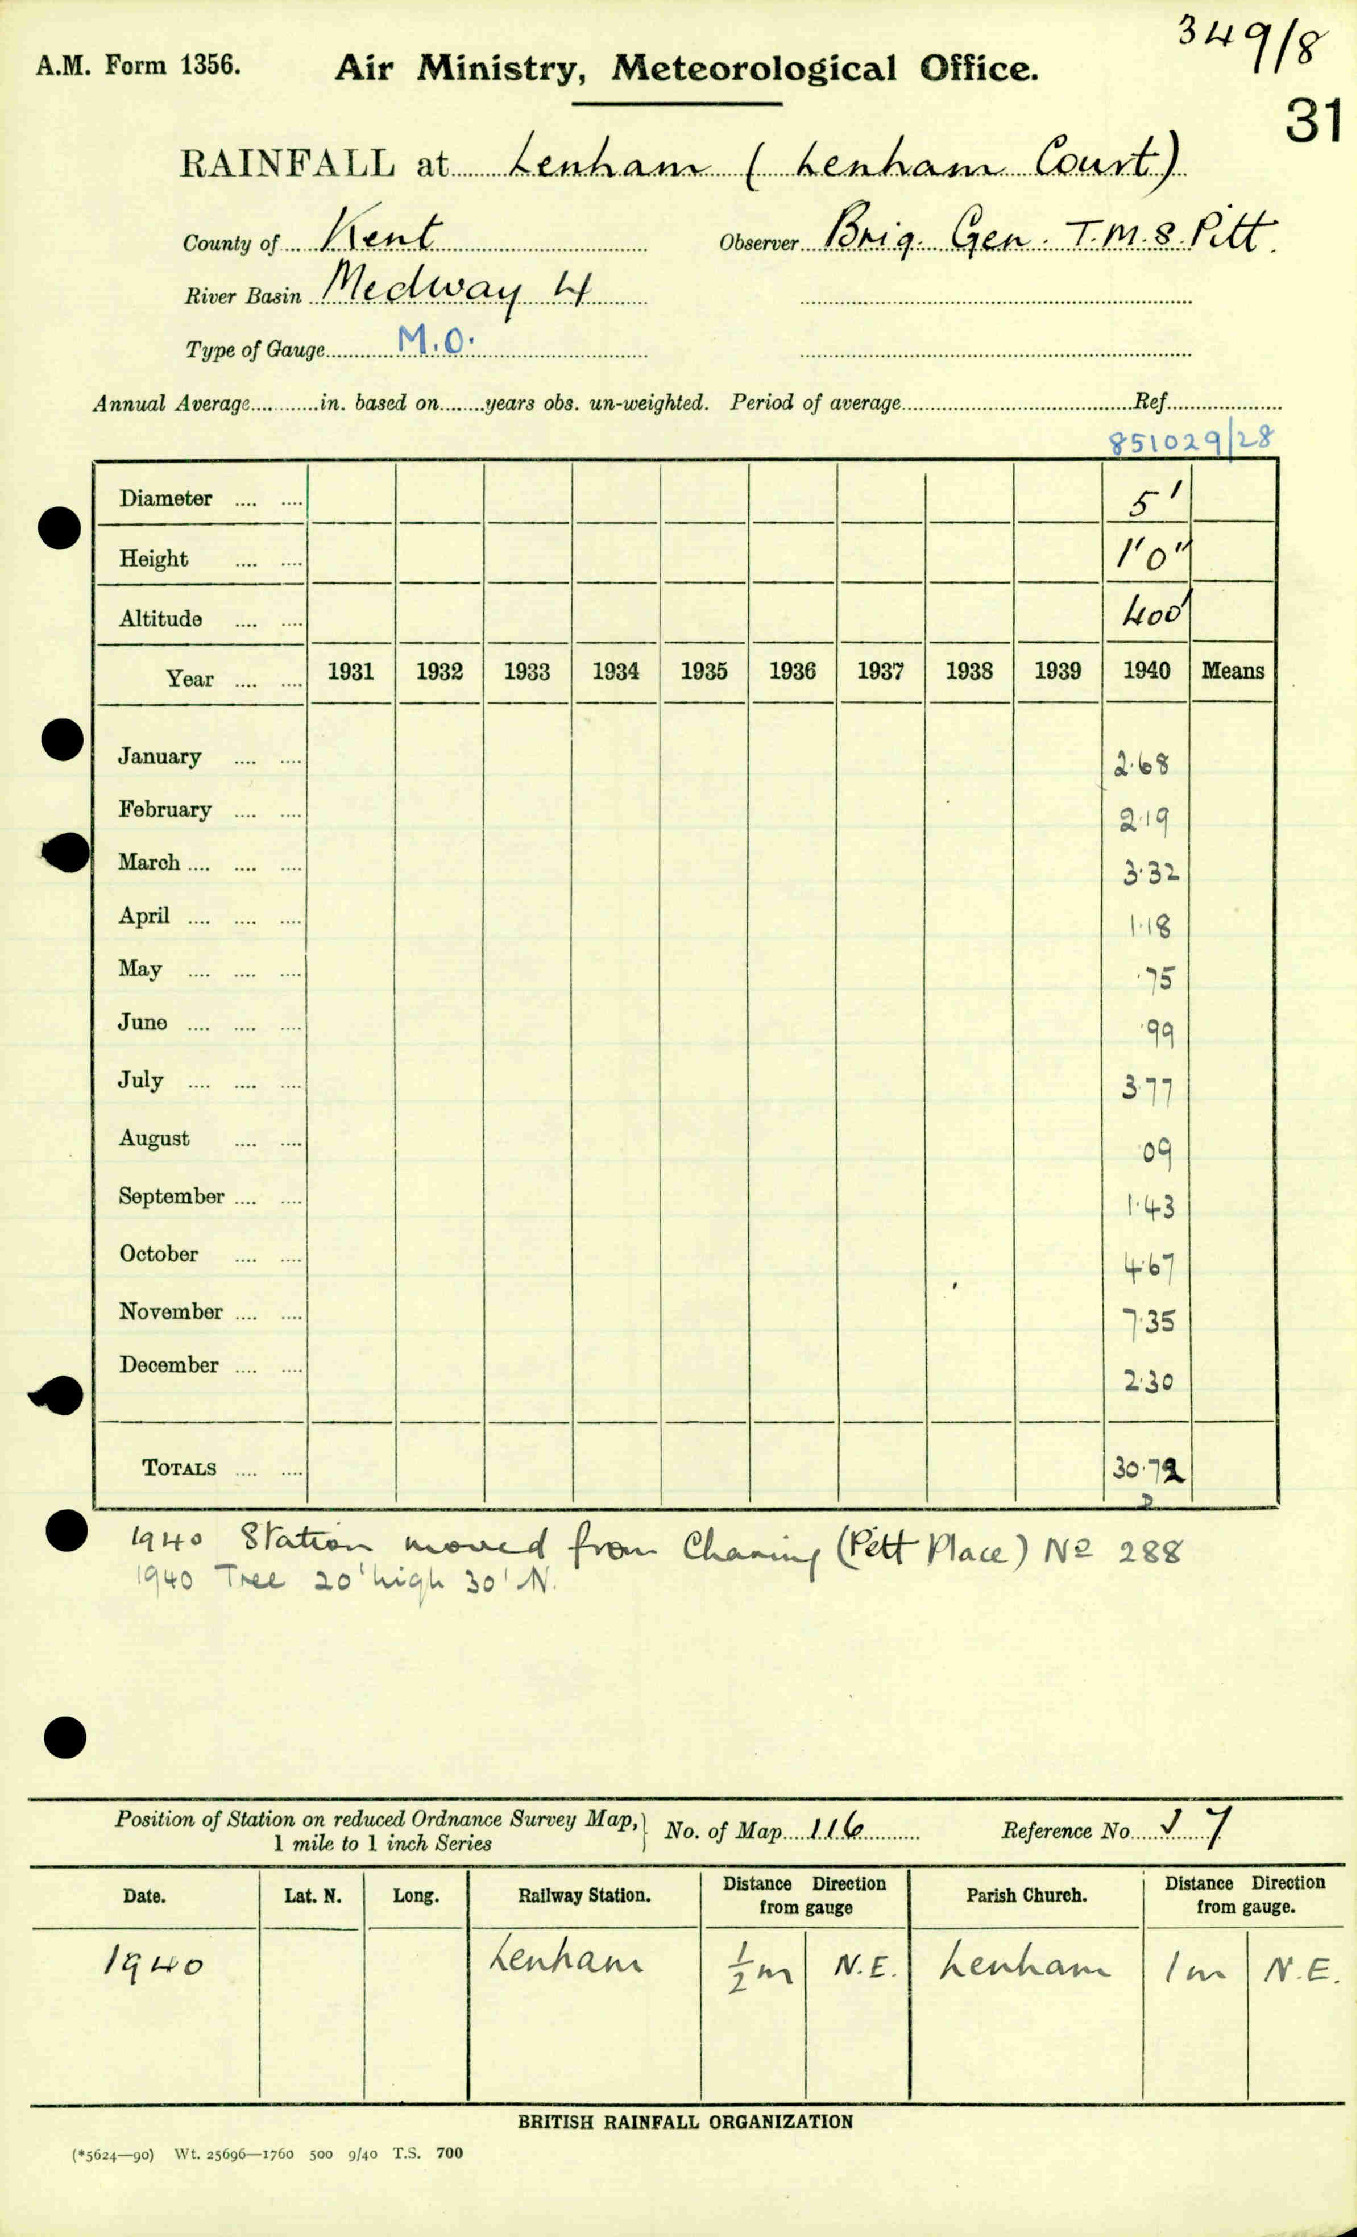 349/8
A.M. Form 1356. Air Ministry, Meteorological Office.
31
RAINFALL at Lenham (Lenham Court)
County of Kent Observer Brig. Gen. T.M.S. Pitt.
River Basin Medway 4
Type of Gauge M.O.
Annual Average in. based on years obs. un-weighted. Period of average Ref.
851029/28
Diameter 5'
Height 1'0"
Altitude 400'
Year 1931 1932 1933 1934 1935 1936 1937 1938 1939 1940 Means
January 2.68
February 2.19
March 3.32
April 1.18
May .75
June .99
July 3.77
August .09
September 1.43
October 4.67
November 7.35
December 2.30
TOTALS 30.72
2
1940 Station moved from Charing (Pett Place) No 288
1940 Tree 20' high 30' N.
Position of Station on reduced Ordnance Survey Map, 1 mile to 1 inch Series No. of Map 116 Reference No. J 7
Date. Lat. N. Long. Railway Station. Distance Direction from gauge Parish Church. Distance Direction from gauge.
1940 Lenham ½ m N.E. Lenham 1 m N.E.
BRITISH RAINFALL ORGANIZATION
(*5624—90) Wt. 25696—1760 500 9/40 T.S. 700